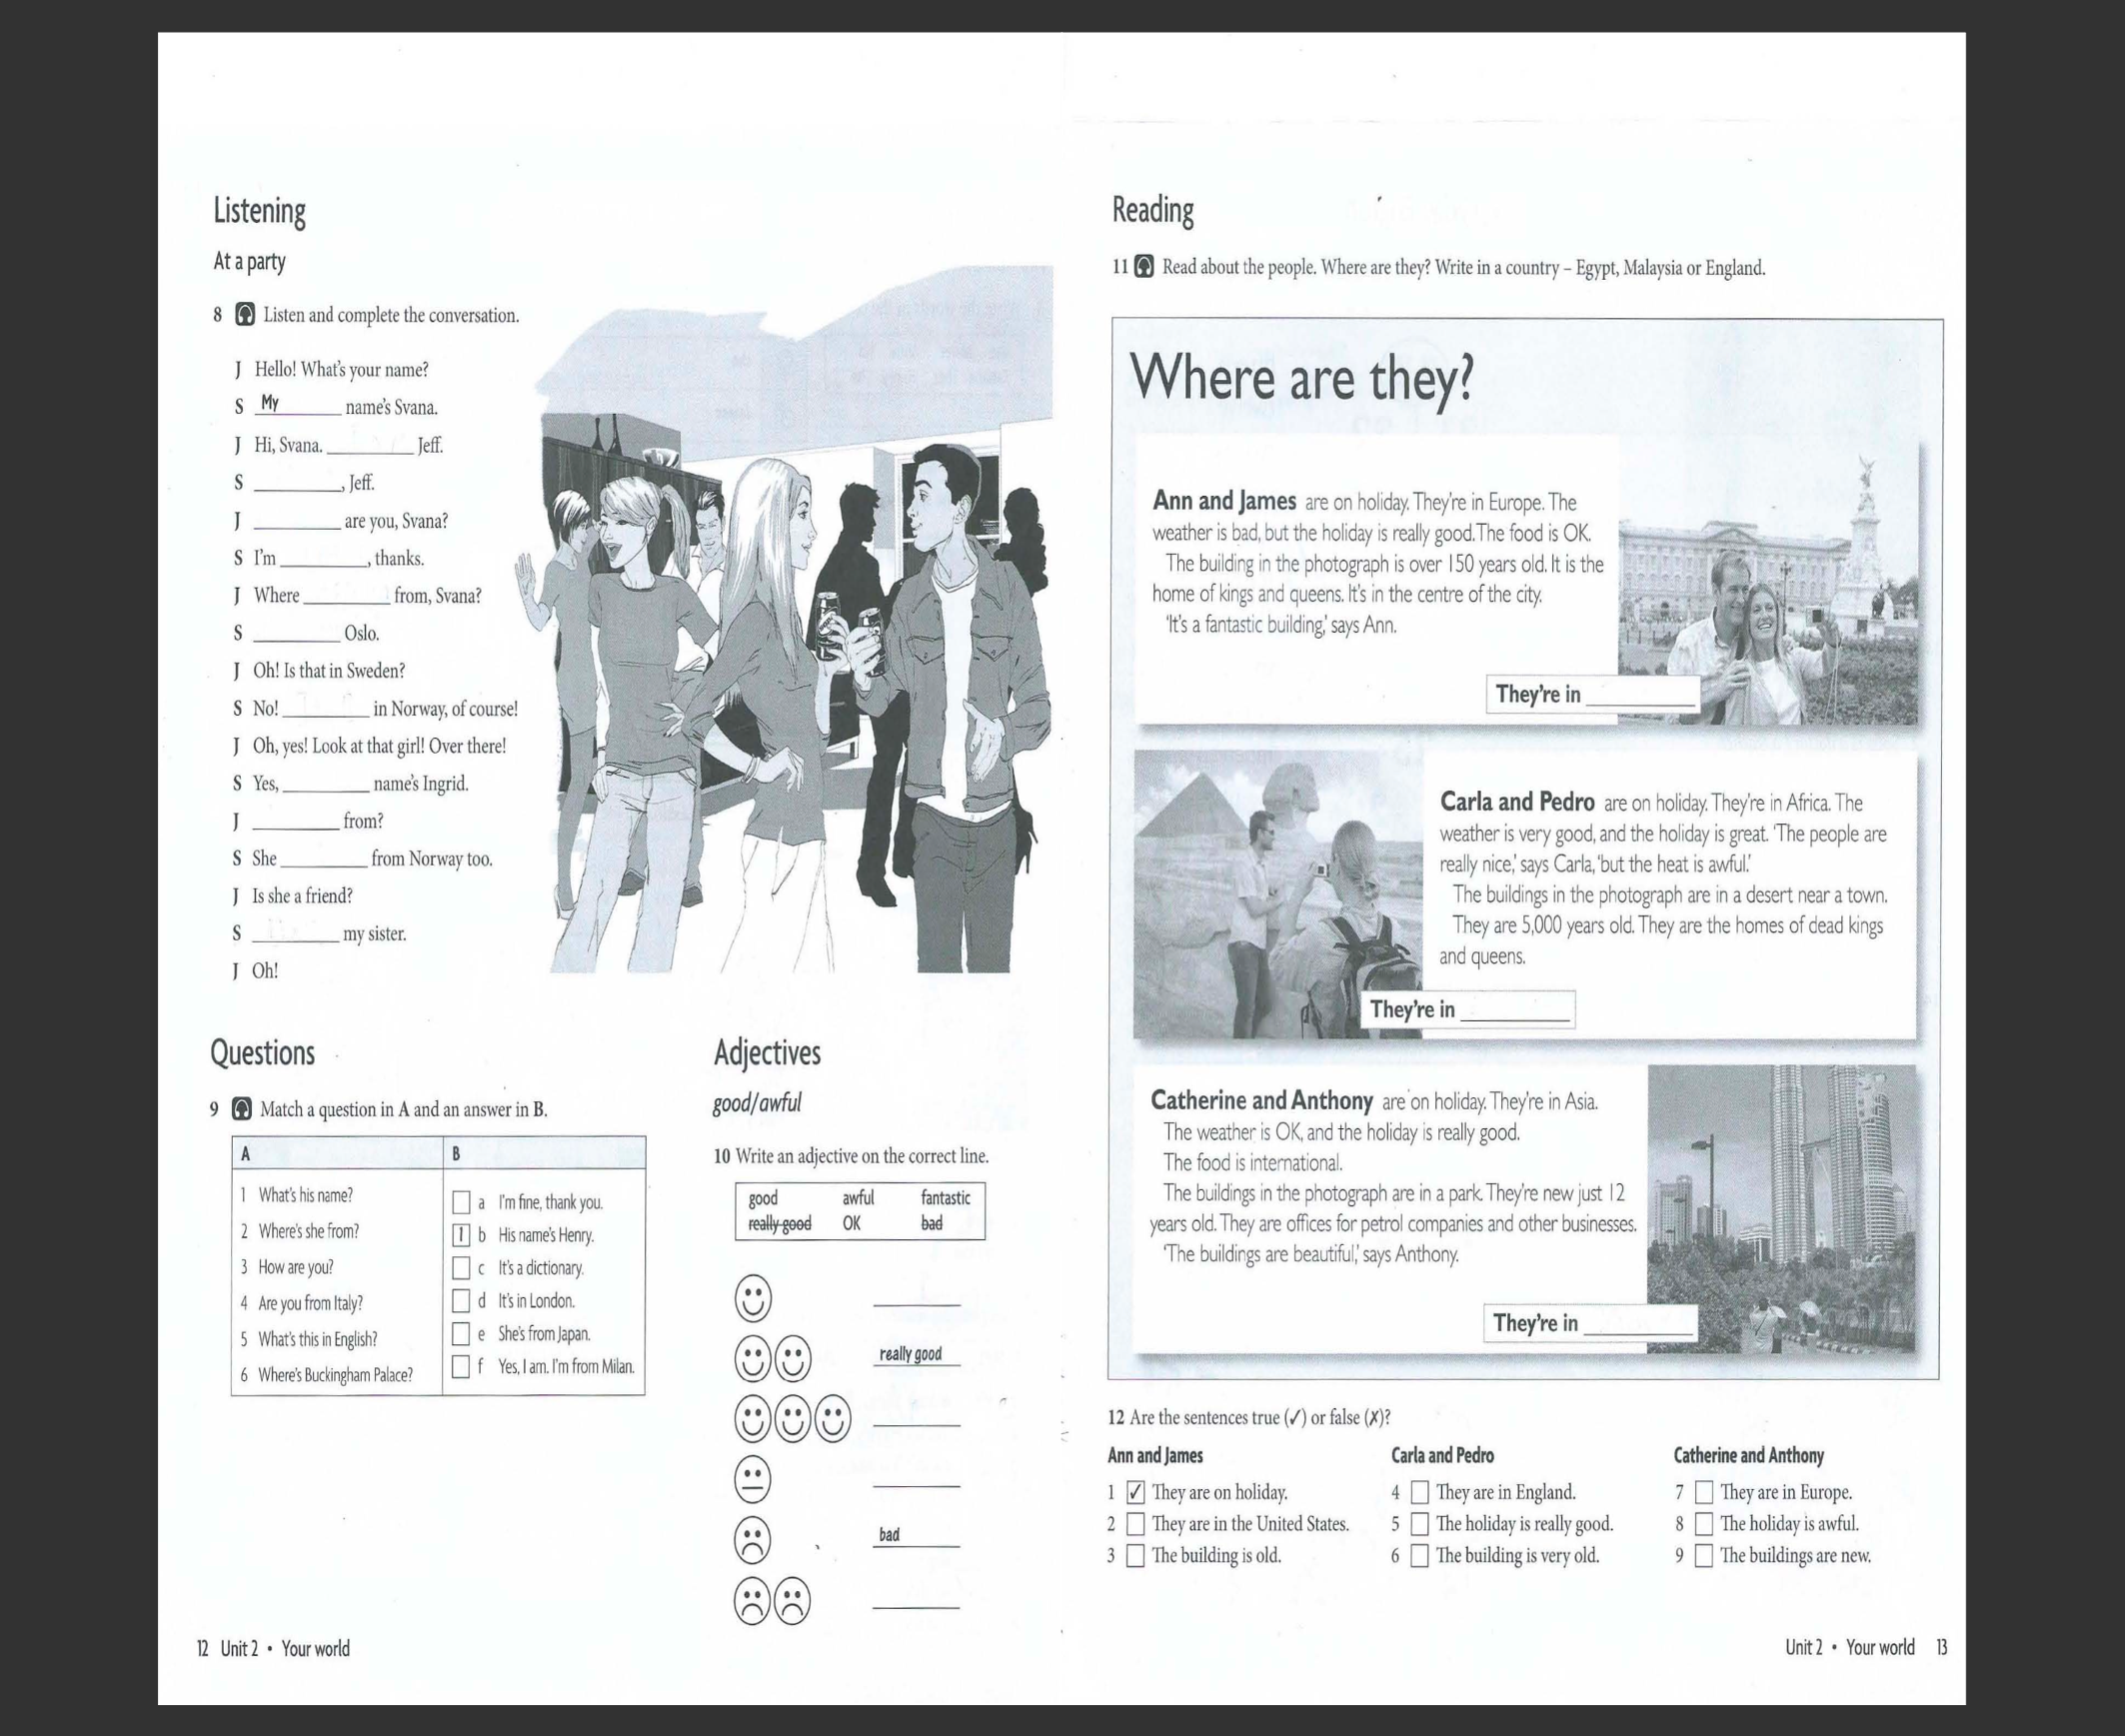 Listening
At a party
8 Listen and complete the conversation.
J Hello! What's your name?
S My name's Svana.
J Hi, Svana. ________ Jeff.
S ________, Jeff.
J ________ are you, Svana?
S I'm ________, thanks.
J Where ________ from, Svana?
S ________ Oslo.
J Oh! Is that in Sweden?
S No! ________ in Norway, of course!
J Oh, yes! Look at that girl! Over there!
S Yes, ________ name's Ingrid.
J ________ from?
S She ________ from Norway too.
J Is she a friend?
S ________ my sister.
J Oh!
Questions
9 Match a question in A and an answer in B.
A
1 What's his name?
2 Where's she from?
3 How are you?
4 Are you from Italy?
5 What's this in English?
6 Where's Buckingham Palace?
B
a I'm fine, thank you.
1 b His name's Henry.
c It's a dictionary.
d It's in London.
e She's from Japan.
f Yes, I am. I'm from Milan.
Adjectives
good/awful
10 Write an adjective on the correct line.
good awful fantastic
really good OK bad
really good
bad
12 Unit 2 • Your world
Reading
11 Read about the people. Where are they? Write in a country – Egypt, Malaysia or England.
Where are they?
Ann and James are on holiday. They're in Europe. The
weather is bad, but the holiday is really good. The food is OK.
The building in the photograph is over 150 years old. It is the
home of kings and queens. It's in the centre of the city.
'It's a fantastic building,' says Ann.
They're in ________
Carla and Pedro are on holiday. They're in Africa. The
weather is very good, and the holiday is great. 'The people are
really nice,' says Carla, 'but the heat is awful.'
The buildings in the photograph are in a desert near a town.
They are 5,000 years old. They are the homes of dead kings
and queens.
They're in ________
Catherine and Anthony are on holiday. They're in Asia.
The weather is OK, and the holiday is really good.
The food is international.
The buildings in the photograph are in a park. They're new just 12
years old. They are offices for petrol companies and other businesses.
'The buildings are beautiful,' says Anthony.
They're in ________
12 Are the sentences true (✓) or false (✗)?
Ann and James
1 ✓ They are on holiday.
2 They are in the United States.
3 The building is old.
Carla and Pedro
4 They are in England.
5 The holiday is really good.
6 The building is very old.
Catherine and Anthony
7 They are in Europe.
8 The holiday is awful.
9 The buildings are new.
Unit 2 • Your world 13